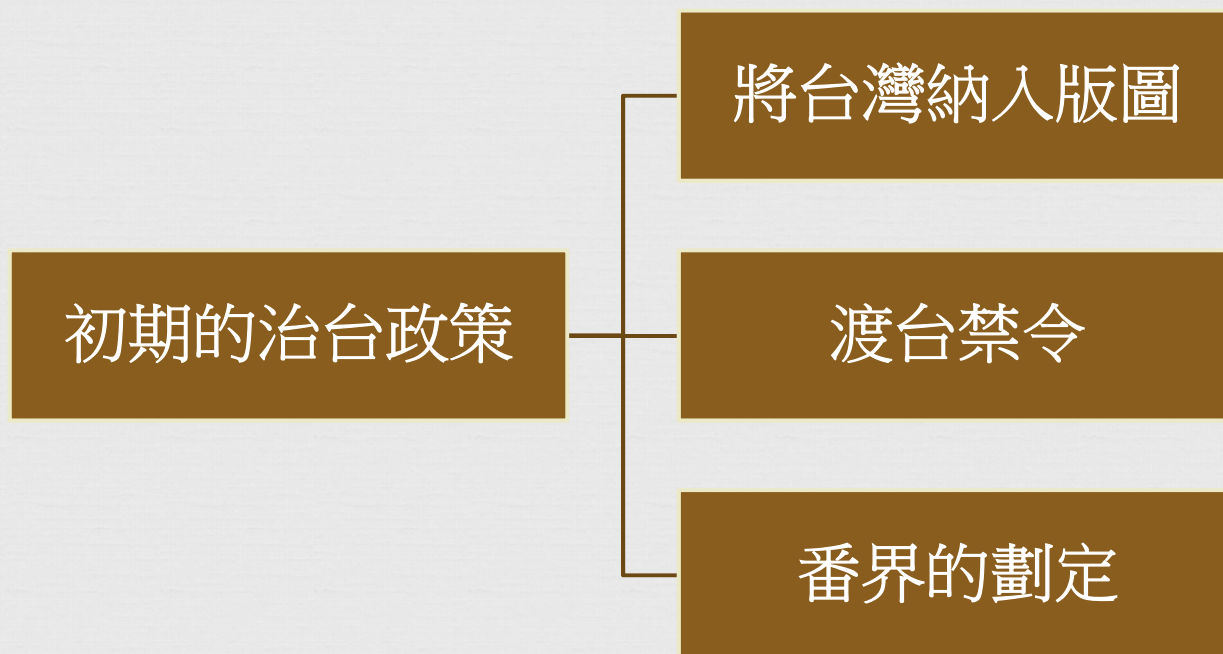 將台灣納入版圖
初期的治台政策
渡台禁令
番界的劃定